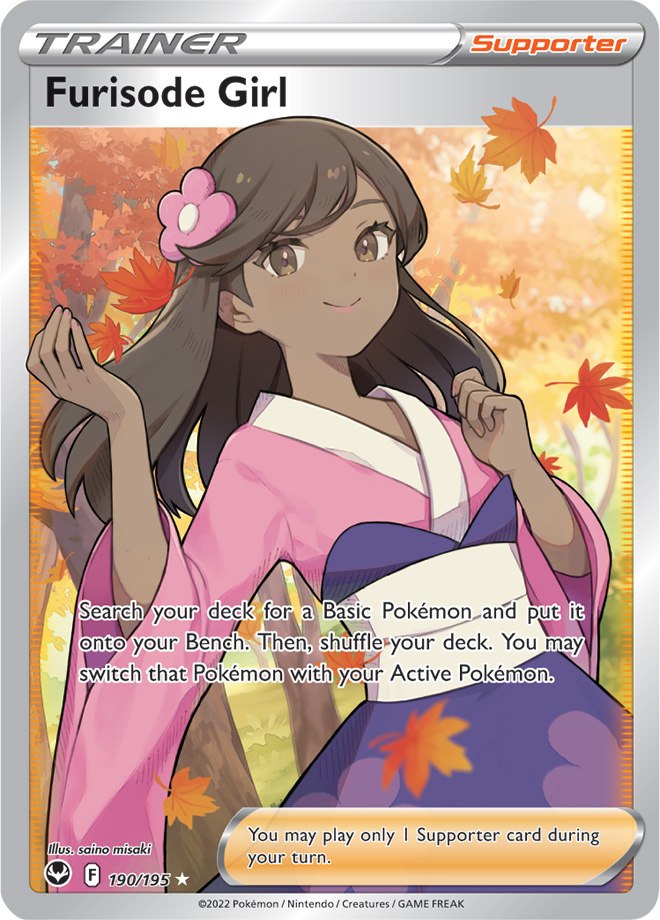 TRAINER Supporter
Furisode Girl
Search your deck for a Basic Pokémon and put it
onto your Bench. Then, shuffle your deck. You may
switch that Pokémon with your Active Pokémon.
You may play only 1 Supporter card during
your turn.
Illus. saino misaki
F 190/195 ★
©2022 Pokémon / Nintendo / Creatures / GAME FREAK